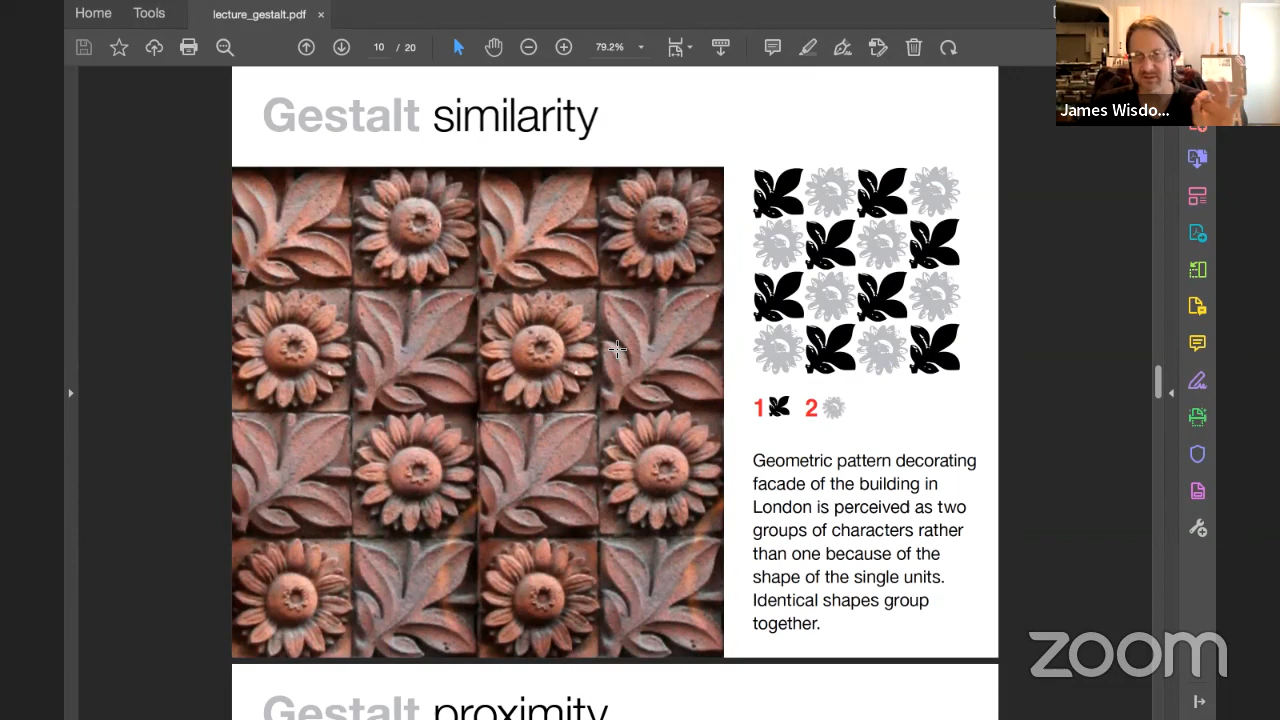 Home Tools lecture_gestalt.pdf ×
10 / 20 79.2%
James Wisdo...
Gestalt similarity
1 2
Geometric pattern decorating
facade of the building in
London is perceived as two
groups of characters rather
than one because of the
shape of the single units.
Identical shapes group
together.
zoom
Gestalt proximity